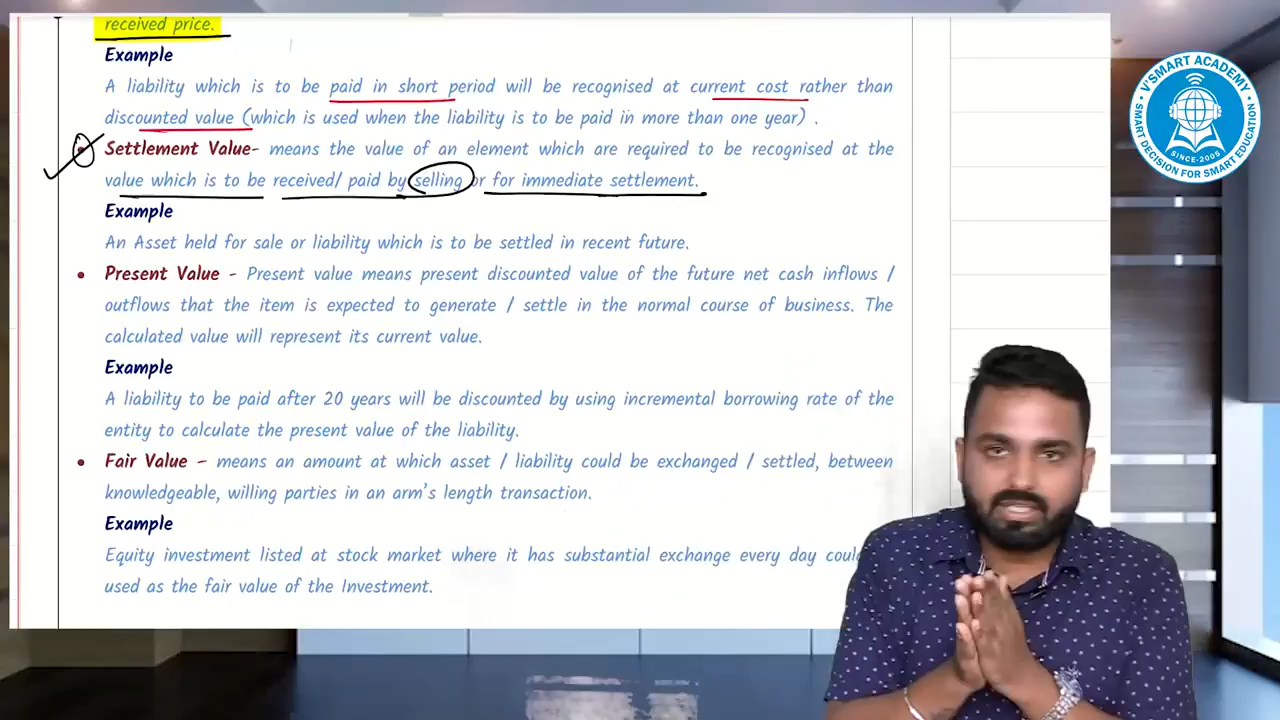 received price.
Example
A liability which is to be paid in short period will be recognised at current cost rather than
discounted value (which is used when the liability is to be paid in more than one year) .
• Settlement Value- means the value of an element which are required to be recognised at the
value which is to be received/ paid by selling or for immediate settlement.
Example
An Asset held for sale or liability which is to be settled in recent future.
• Present Value - Present value means present discounted value of the future net cash inflows /
outflows that the item is expected to generate / settle in the normal course of business. The
calculated value will represent its current value.
Example
A liability to be paid after 20 years will be discounted by using incremental borrowing rate of the
entity to calculate the present value of the liability.
• Fair Value – means an amount at which asset / liability could be exchanged / settled, between
knowledgeable, willing parties in an arm's length transaction.
Example
Equity investment listed at stock market where it has substantial exchange every day
used as the fair value of the Investment.
V'SMART ACADEMY
SMART DECISION FOR SMART EDUCATION
SINCE-2008